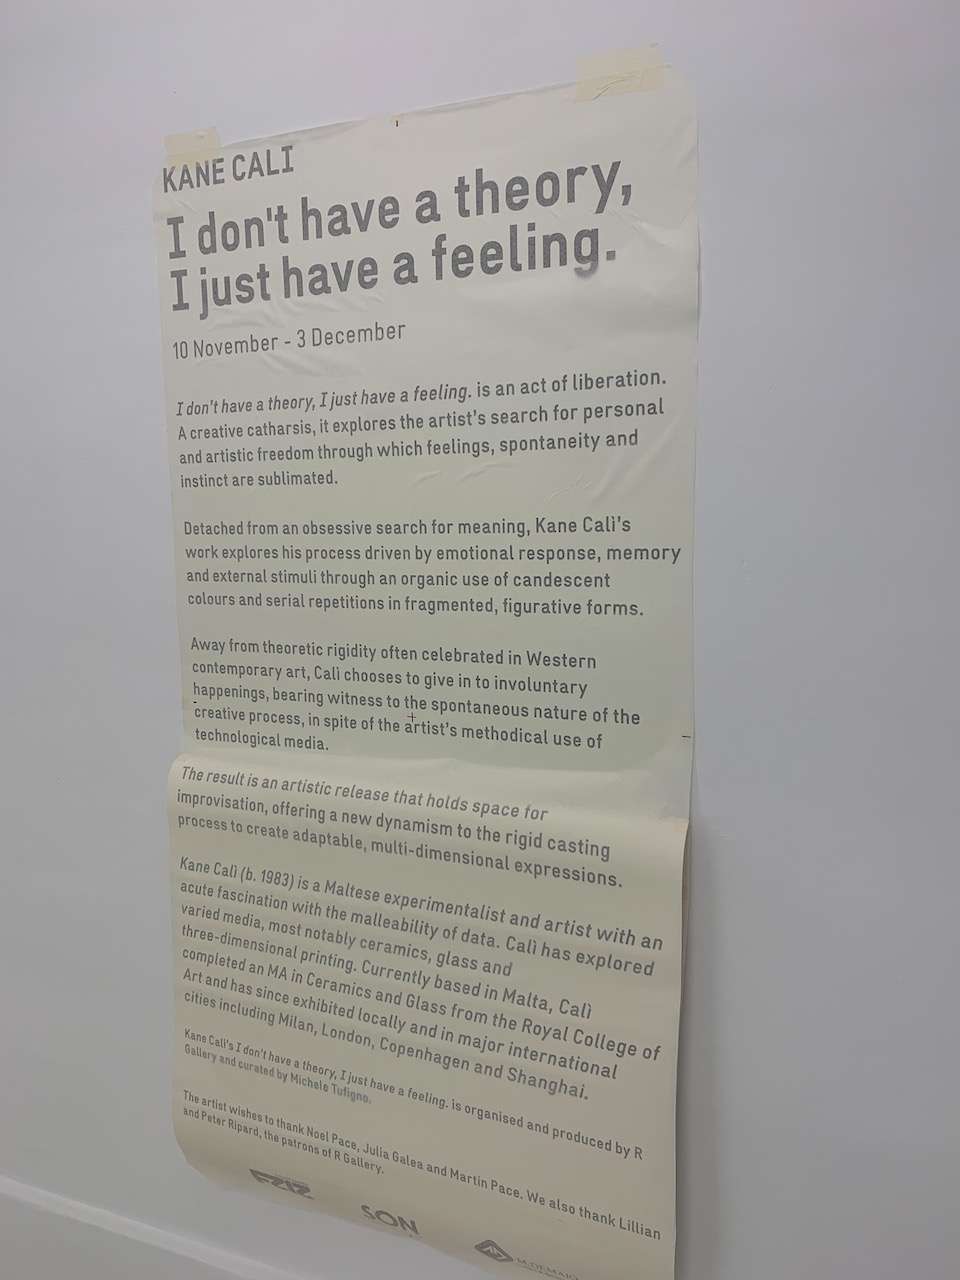 KANE CALI
I don't have a theory,
I just have a feeling.
10 November - 3 December
I don't have a theory, I just have a feeling. is an act of liberation.
A creative catharsis, it explores the artist's search for personal
and artistic freedom through which feelings, spontaneity and
instinct are sublimated.
Detached from an obsessive search for meaning, Kane Calì's
work explores his process driven by emotional response, memory
and external stimuli through an organic use of candescent
colours and serial repetitions in fragmented, figurative forms.
Away from theoretic rigidity often celebrated in Western
contemporary art, Calì chooses to give in to involuntary
happenings, bearing witness to the spontaneous nature of the
creative process, in spite of the artist's methodical use of
technological media.
The result is an artistic release that holds space for
improvisation, offering a new dynamism to the rigid casting
process to create adaptable, multi-dimensional expressions.
Kane Calì (b. 1983) is a Maltese experimentalist and artist with an
acute fascination with the malleability of data. Calì has explored
varied media, most notably ceramics, glass and
three-dimensional printing. Currently based in Malta, Calì
completed an MA in Ceramics and Glass from the Royal College of
Art and has since exhibited locally and in major international
cities including Milan, London, Copenhagen and Shanghai.
Kane Calì's I don't have a theory, I just have a feeling. is organised and produced by R
Gallery and curated by Michele Tufigno.
The artist wishes to thank Noel Pace, Julia Galea and Martin Pace. We also thank Lillian
and Peter Ripard, the patrons of R Gallery.
SON